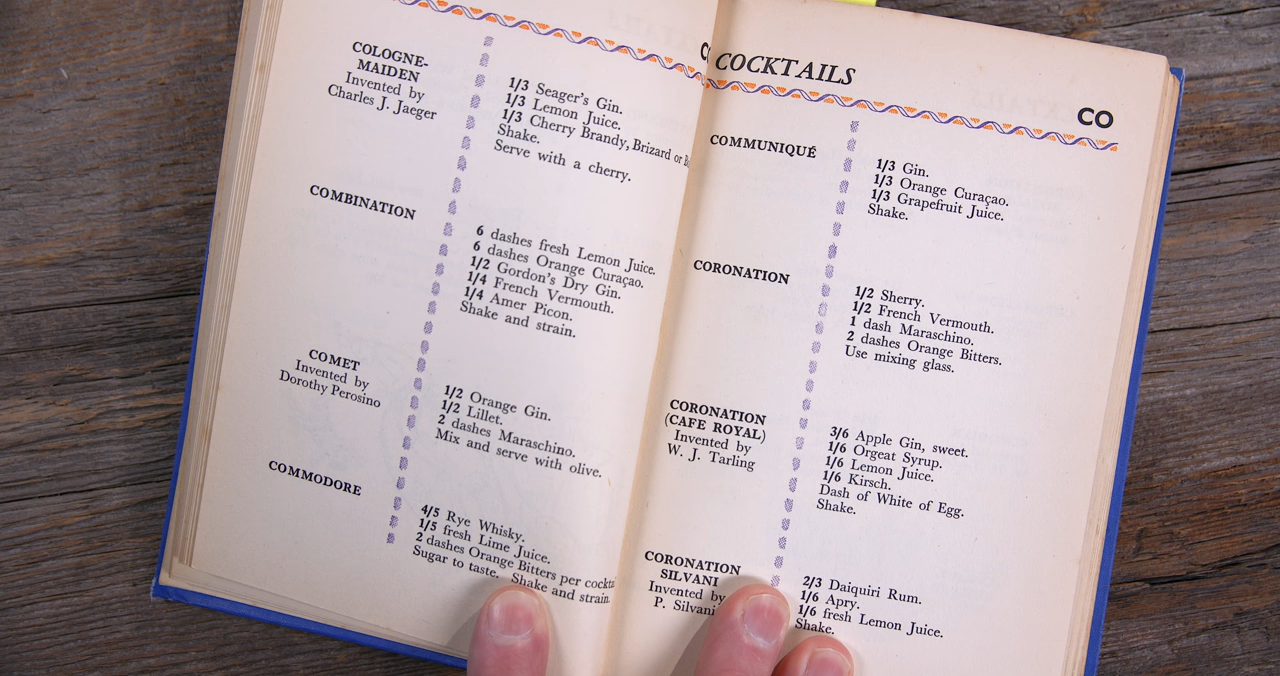 COLOGNE-
MAIDEN
Invented by
Charles J. Jaeger
1/3 Seager's Gin.
1/3 Lemon Juice.
1/3 Cherry Brandy, Brizard or
Shake.
Serve with a cherry.
COMBINATION
6 dashes fresh Lemon Juice.
6 dashes Orange Curaçao.
1/2 Gordon's Dry Gin.
1/4 French Vermouth.
1/4 Amer Picon.
Shake and strain.
COMET
Invented by
Dorothy Perosino
1/2 Orange Gin.
1/2 Lillet.
2 dashes Maraschino.
Mix and serve with olive.
COMMODORE
4/5 Rye Whisky.
1/5 fresh Lime Juice.
2 dashes Orange Bitters per
Sugar to taste. Shake and strain.
COCKTAILS
CO
COMMUNIQUÉ
1/3 Gin.
1/3 Orange Curaçao.
1/3 Grapefruit Juice.
Shake.
CORONATION
1/2 Sherry.
1/2 French Vermouth.
1 dash Maraschino.
2 dashes Orange Bitters.
Use mixing glass.
CORONATION
(CAFE ROYAL)
Invented by
W. J. Tarling
3/6 Apple Gin, sweet.
1/6 Orgeat Syrup.
1/6 Lemon Juice.
1/6 Kirsch.
Dash of White of Egg.
Shake.
CORONATION
SILVANI
Invented by
P. Silvani
2/3 Daiquiri Rum.
1/6 Apry.
1/6 fresh Lemon Juice.
Shake.